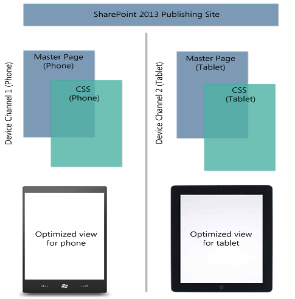 SharePoint 2013 Publishing Site
Device Channel 1 (Phone)
Master Page
(Phone)
CSS
(Phone)
Optimized view
for phone
Device Channel 2 (Tablet)
Master Page
(Tablet)
CSS
(Tablet)
Optimized view
for tablet